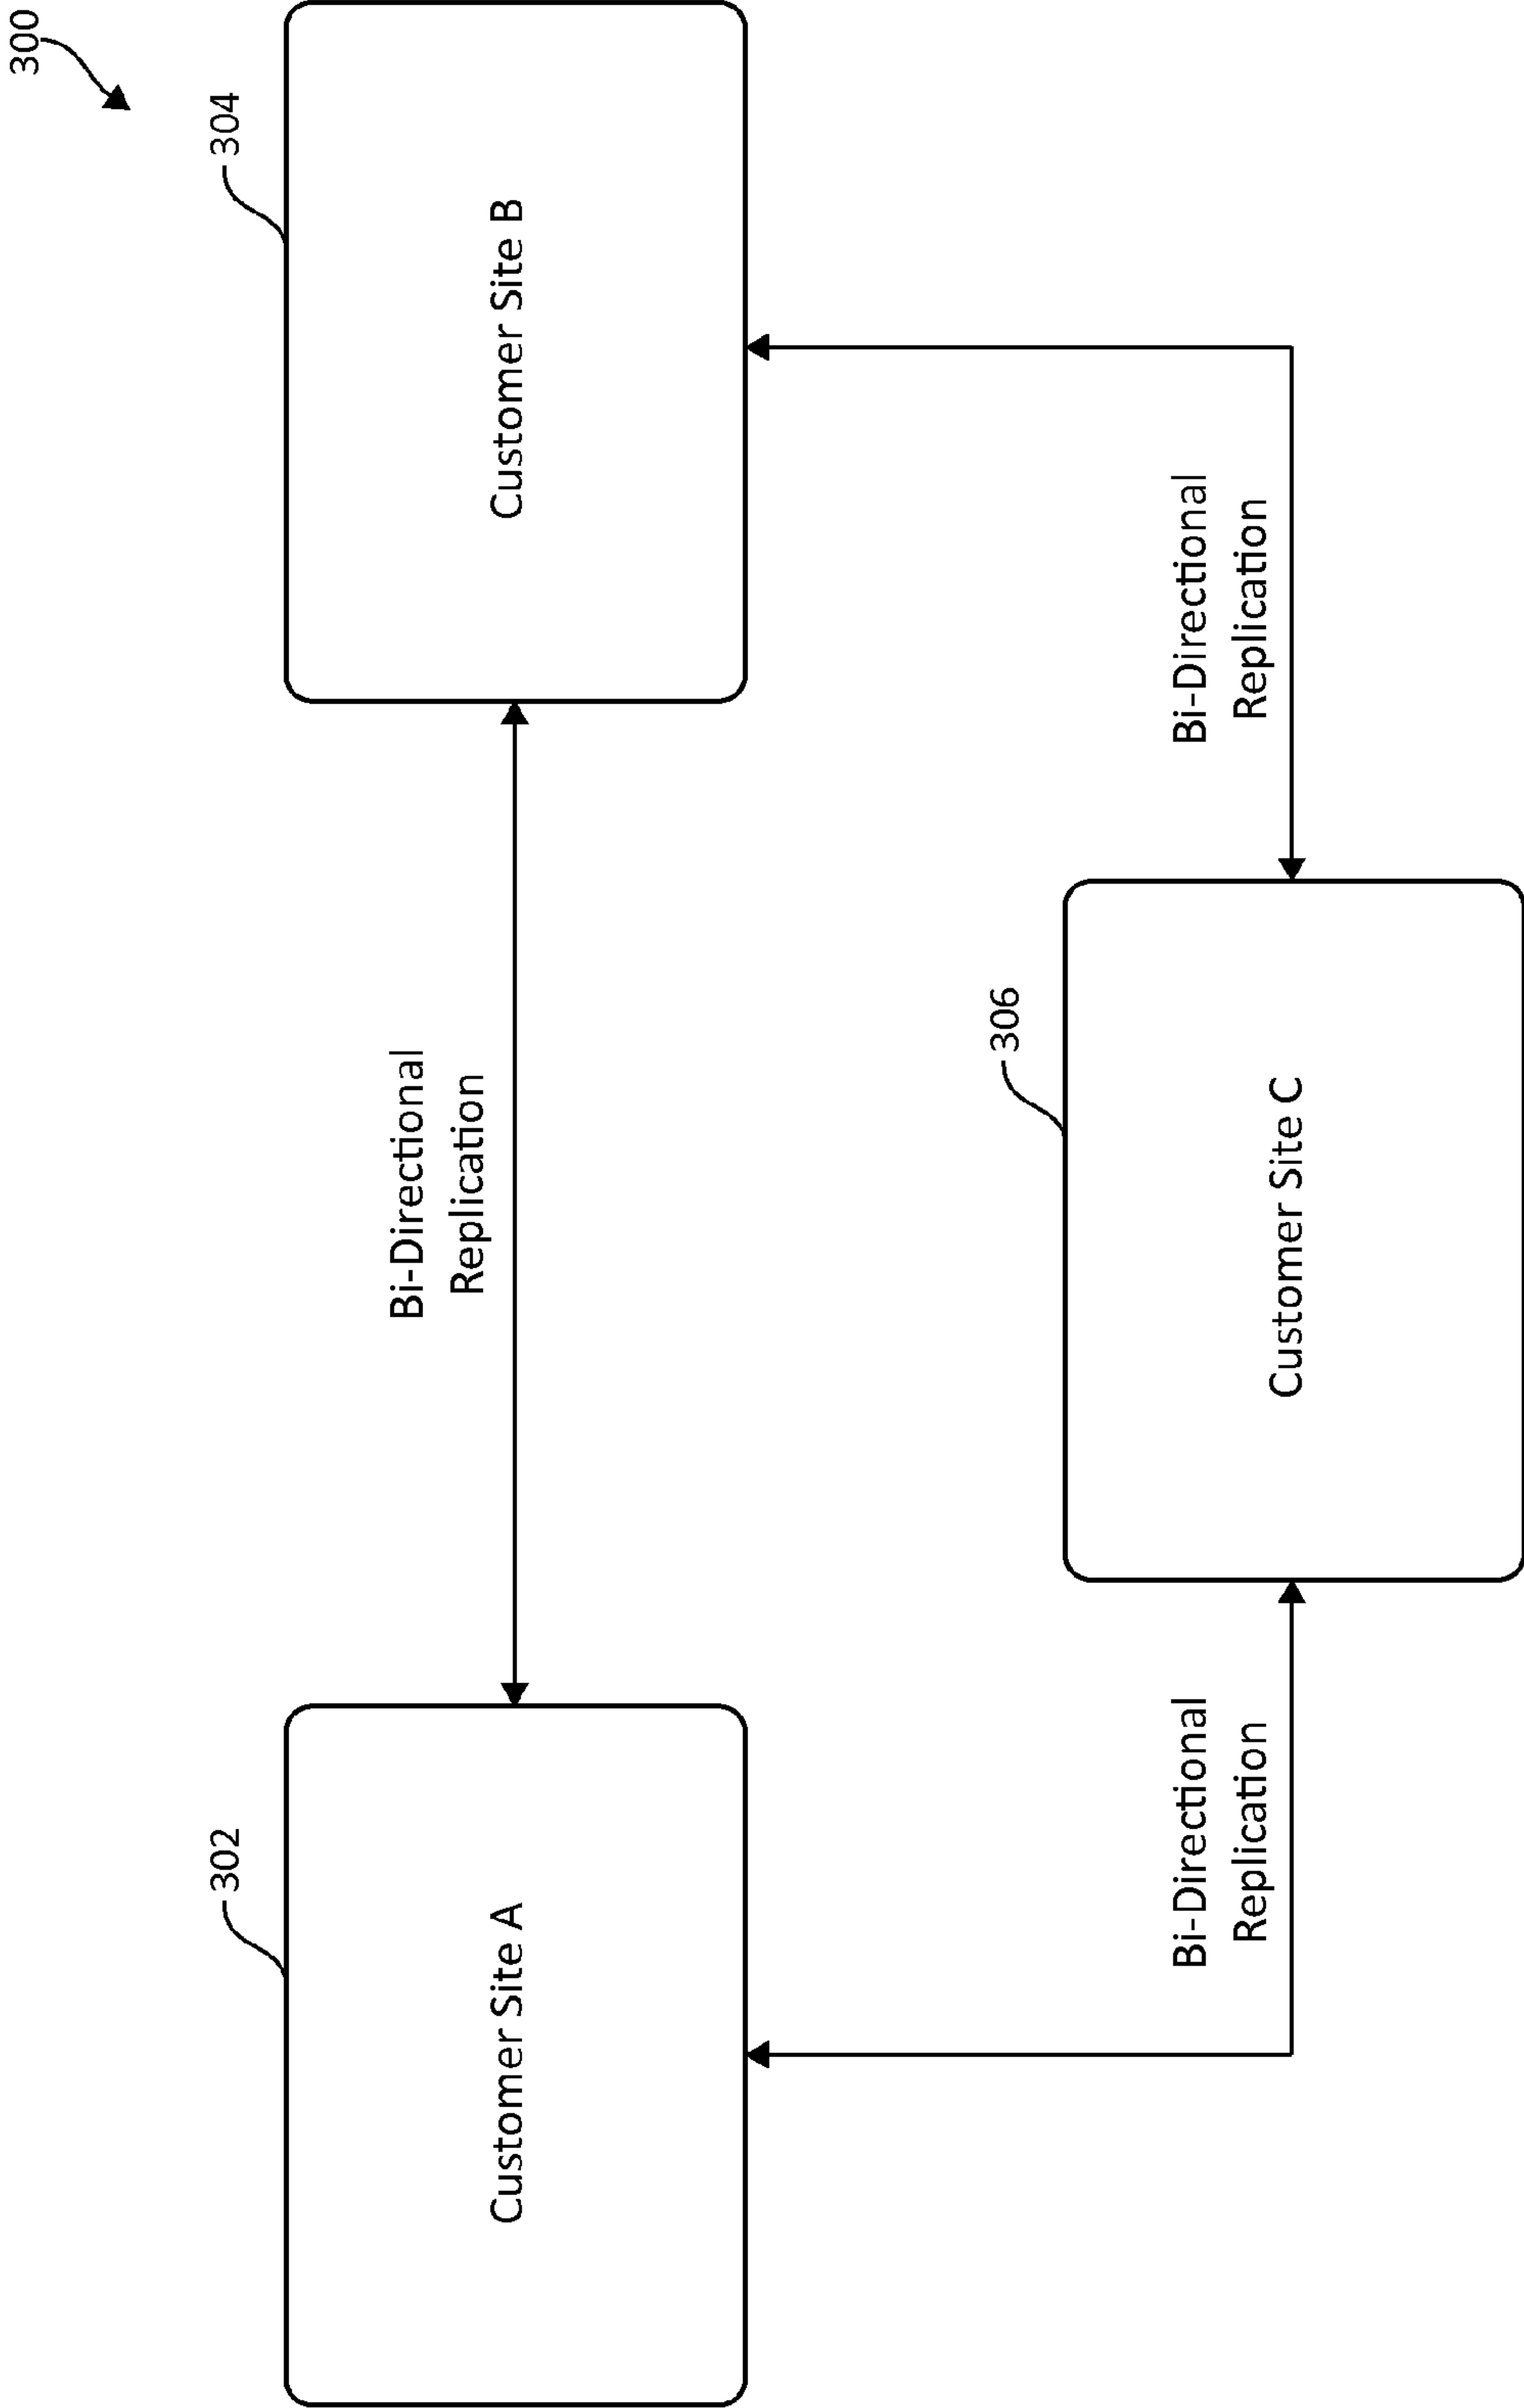 300
302
304
Customer Site A
Bi-Directional
Replication
Customer Site B
306
Bi-Directional
Replication
Customer Site C
Bi-Directional
Replication